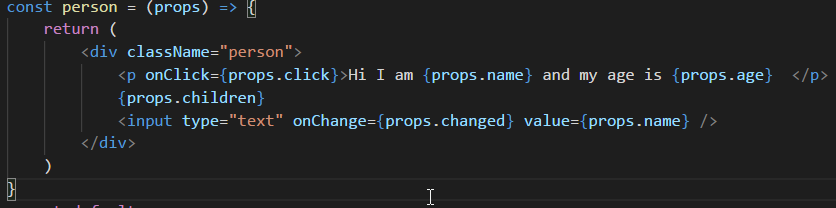 const person = (props) => {
    return (
        <div className="person">
            <p onClick={props.click}>Hi I am {props.name} and my age is {props.age}  </p>
            {props.children}
            <input type="text" onChange={props.changed} value={props.name} />
        </div>
    )
}